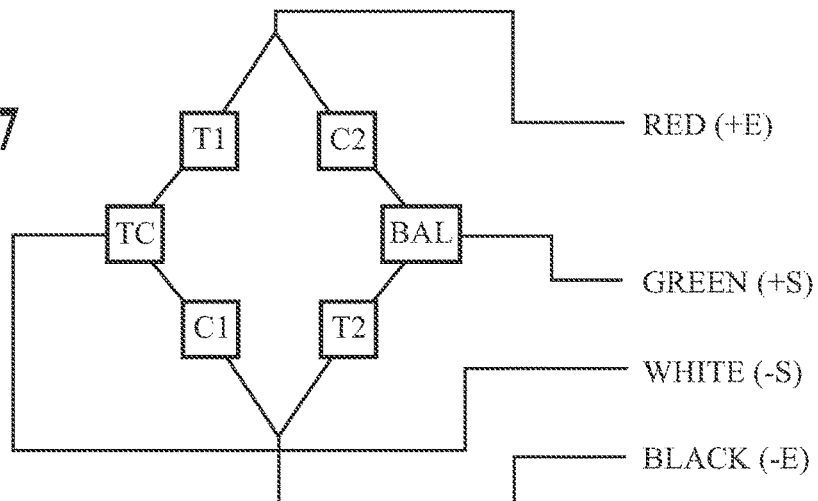 7
T1
C2
RED (+E)
TC
BAL
GREEN (+S)
C1
T2
WHITE (-S)
BLACK (-E)